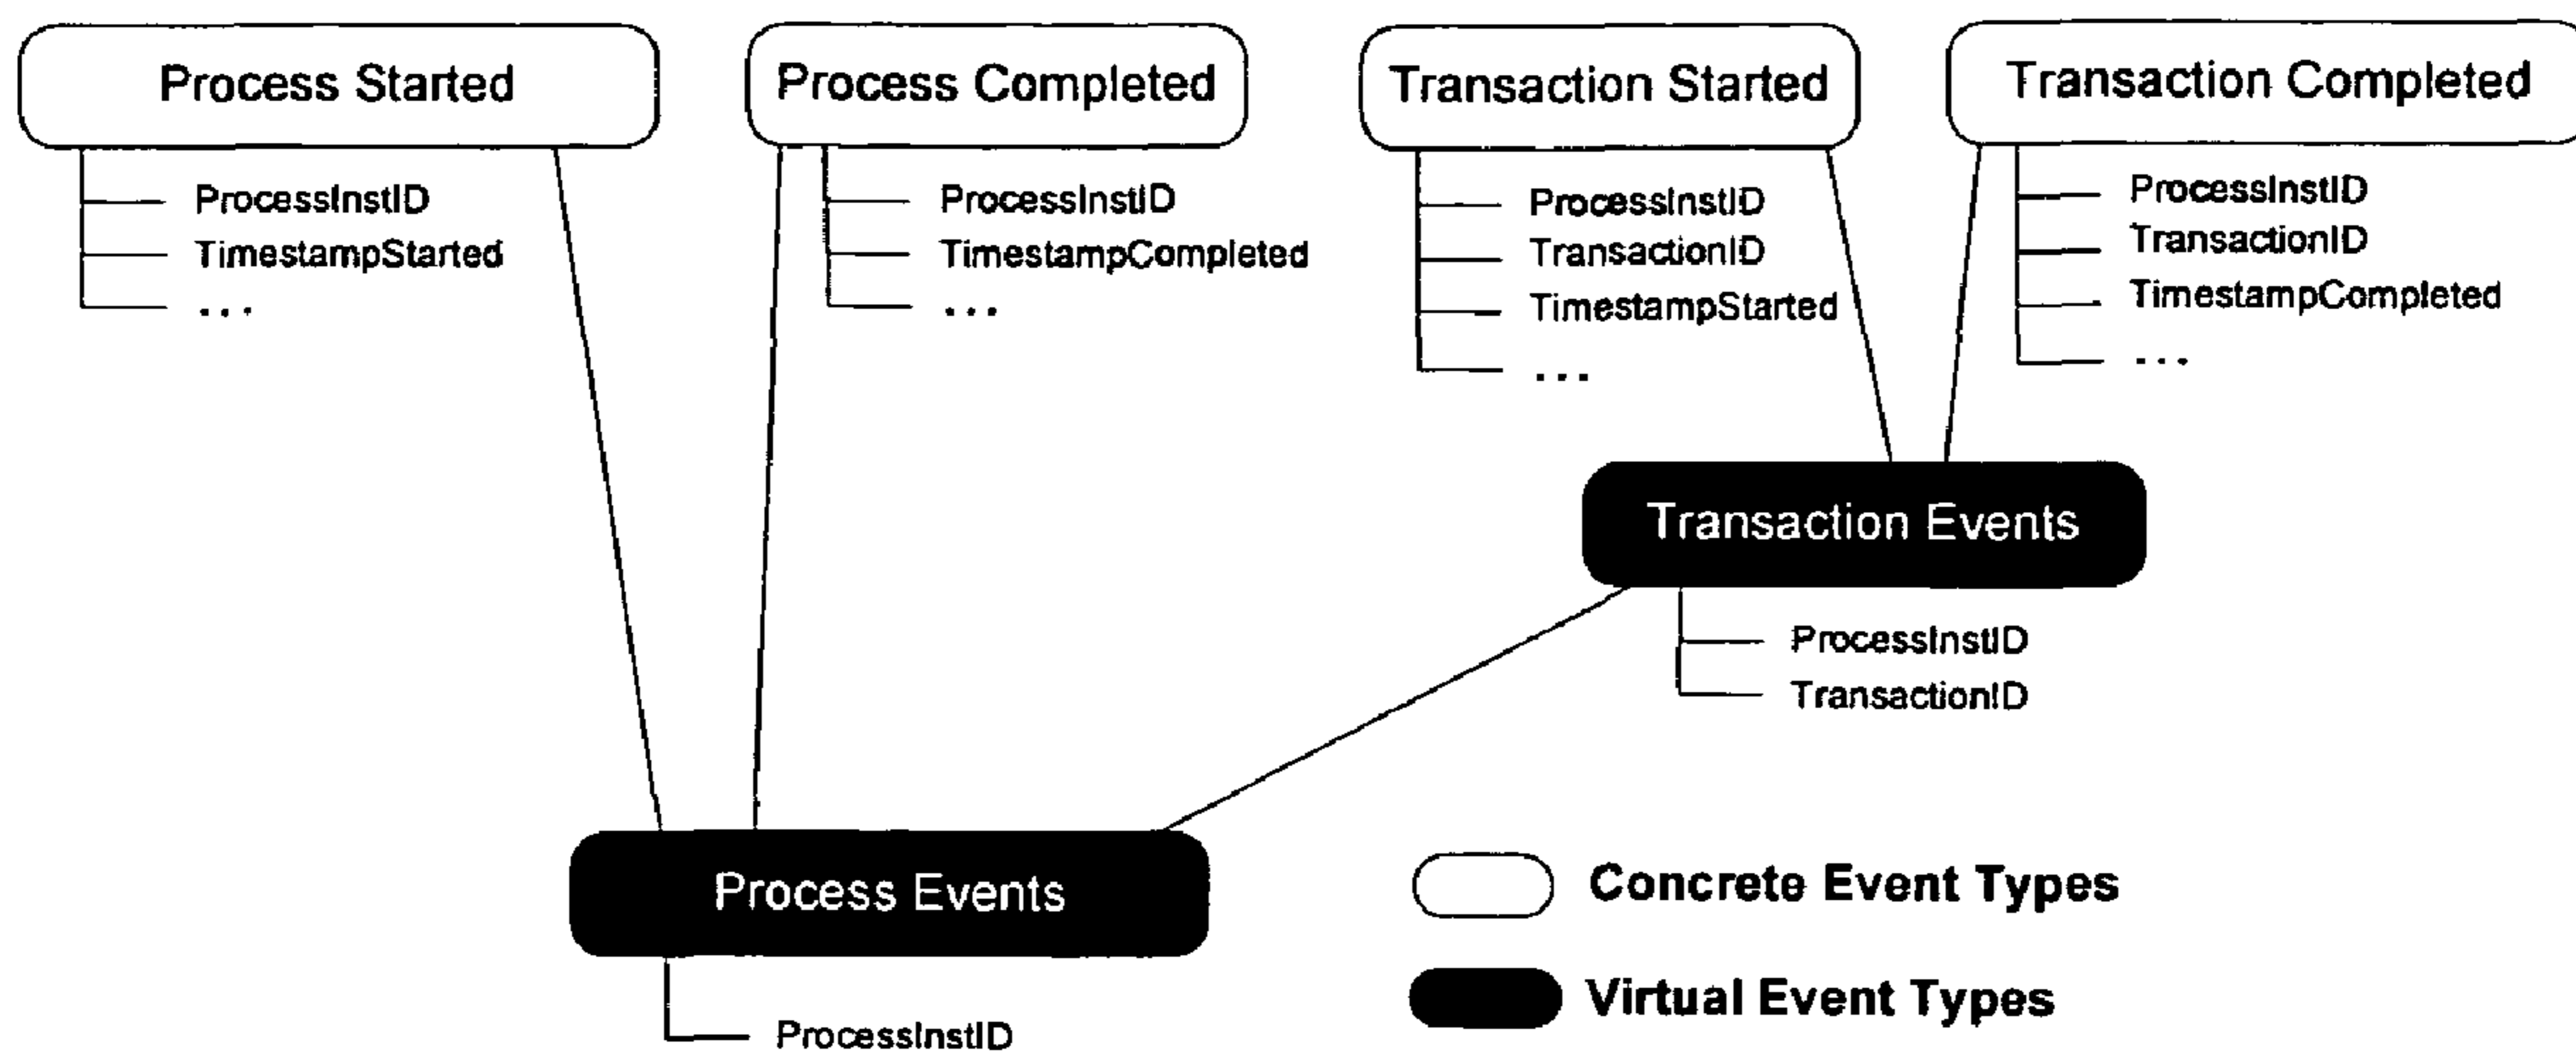 Process Started
ProcessInstID
TimestampStarted
...
Process Completed
ProcessInstID
TimestampCompleted
...
Transaction Started
ProcessInstID
TransactionID
TimestampStarted
...
Transaction Completed
ProcessInstID
TransactionID
TimestampCompleted
...
Transaction Events
ProcessInstID
TransactionID
Process Events
ProcessInstID
Concrete Event Types
Virtual Event Types